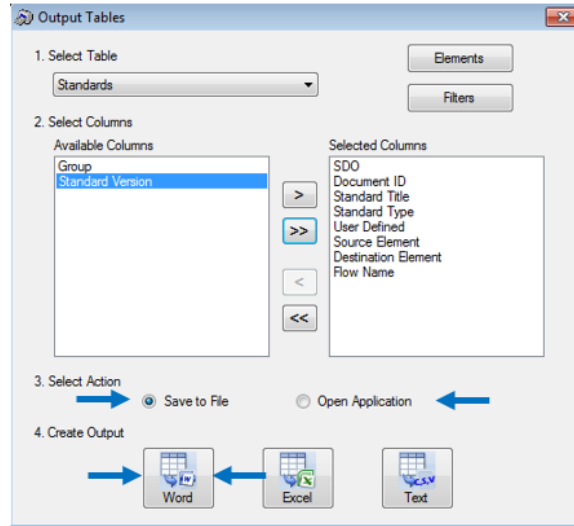 Output Tables
1. Select Table
Elements
Standards
Filters
2. Select Columns
Available Columns
Selected Columns
Group
Standard Version
SDO
Document ID
Standard Title
Standard Type
User Defined
Source Element
Destination Element
Flow Name
>
>>
<
<<
3. Select Action
Save to File
Open Application
4. Create Output
Word
Excel
c,s,v
Text